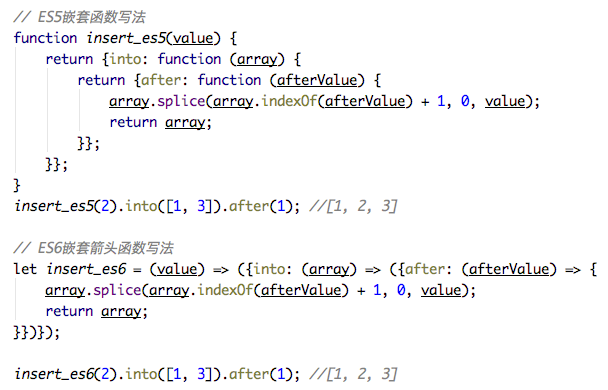 // ES5嵌套函数写法
function insert_es5(value) {
    return {into: function (array) {
        return {after: function (afterValue) {
            array.splice(array.indexOf(afterValue) + 1, 0, value);
            return array;
        }};
    }};
}
insert_es5(2).into([1, 3]).after(1); //[1, 2, 3]

// ES6嵌套箭头函数写法
let insert_es6 = (value) => ({into: (array) => ({after: (afterValue) => {
    array.splice(array.indexOf(afterValue) + 1, 0, value);
    return array;
}})});

insert_es6(2).into([1, 3]).after(1); //[1, 2, 3]